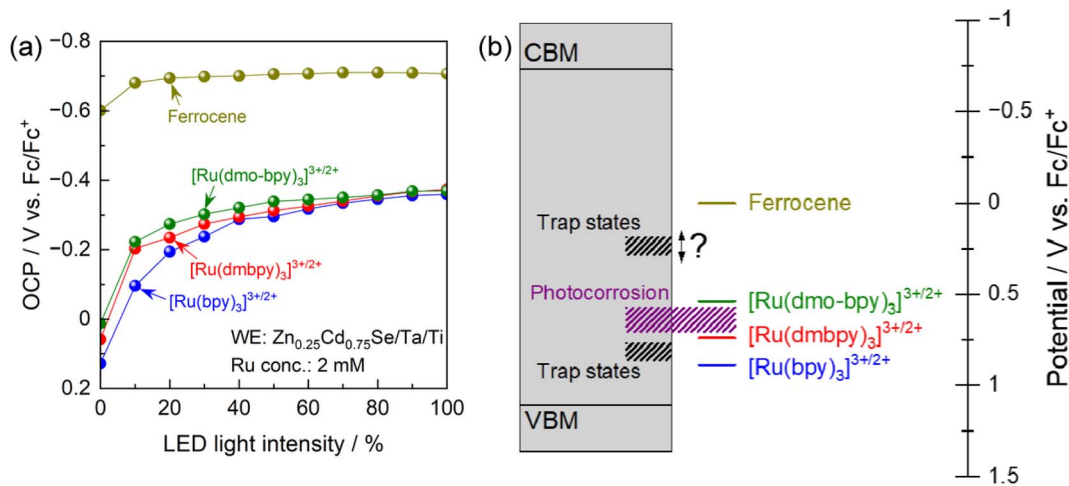 (a)
−0.8
−0.6
−0.4
−0.2
0
0.2
OCP / V vs. Fc/Fc⁺
Ferrocene
[Ru(dmo-bpy)₃]³⁺/²⁺
[Ru(dmbpy)₃]³⁺/²⁺
[Ru(bpy)₃]³⁺/²⁺
WE: Zn₀.₂₅Cd₀.₇₅Se/Ta/Ti
Ru conc.: 2 mM
0 20 40 60 80 100
LED light intensity / %
(b)
CBM
Trap states
?
Photocorrosion
Trap states
VBM
Ferrocene
[Ru(dmo-bpy)₃]³⁺/²⁺
[Ru(dmbpy)₃]³⁺/²⁺
[Ru(bpy)₃]³⁺/²⁺
−1
−0.5
0
0.5
1
1.5
Potential / V vs. Fc/Fc⁺